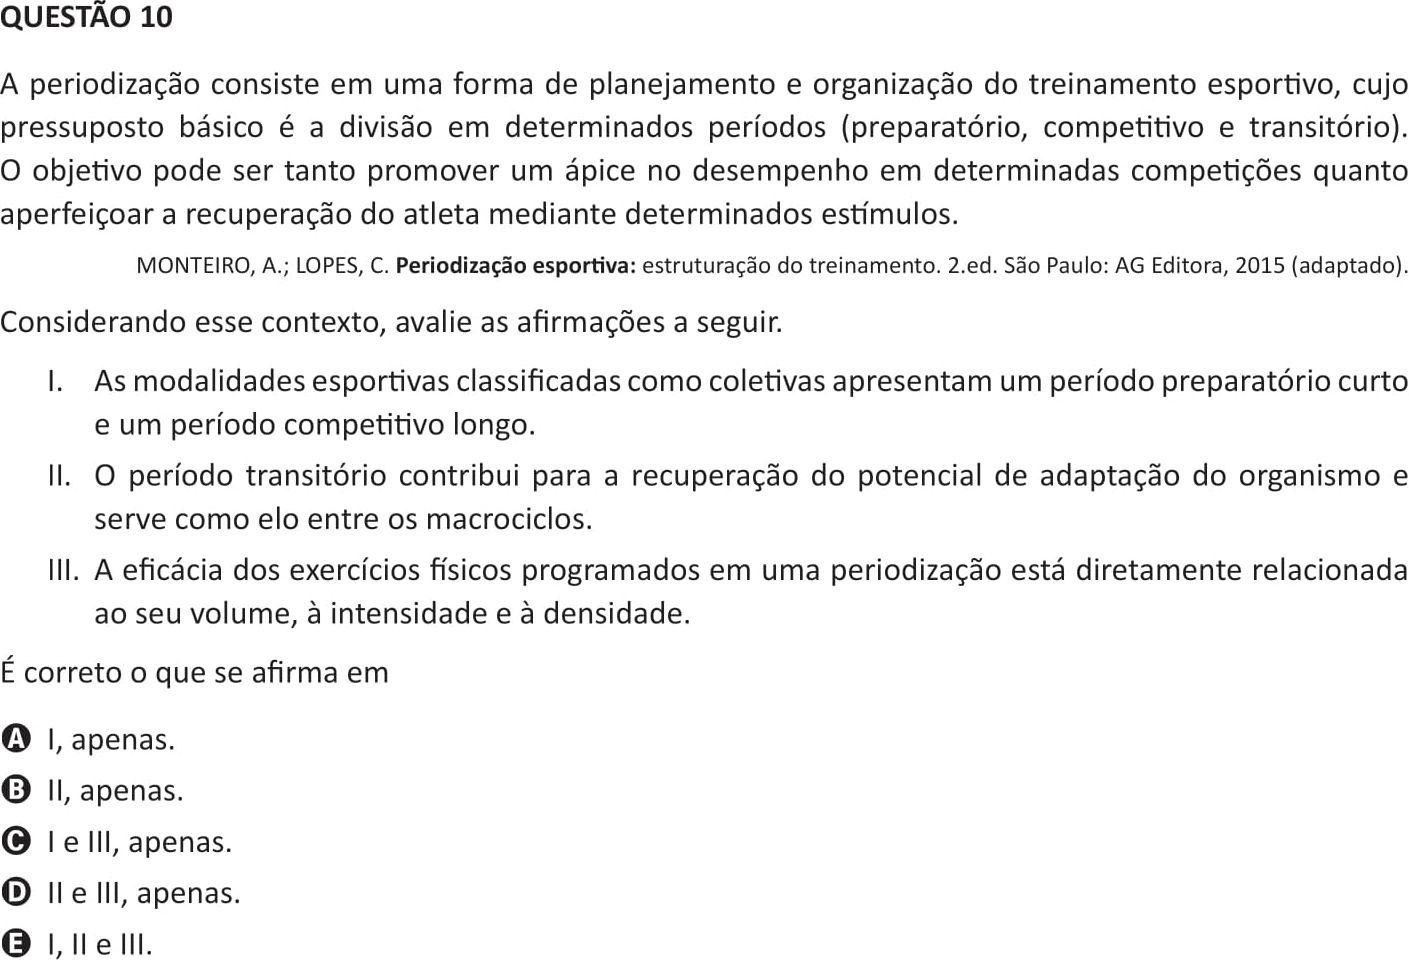 QUESTÃO 10
A periodização consiste em uma forma de planejamento e organização do treinamento esportivo, cujo
pressuposto básico é a divisão em determinados períodos (preparatório, competitivo e transitório).
O objetivo pode ser tanto promover um ápice no desempenho em determinadas competições quanto
aperfeiçoar a recuperação do atleta mediante determinados estímulos.
MONTEIRO, A.; LOPES, C. Periodização esportiva: estruturação do treinamento. 2.ed. São Paulo: AG Editora, 2015 (adaptado).
Considerando esse contexto, avalie as afirmações a seguir.
I. As modalidades esportivas classificadas como coletivas apresentam um período preparatório curto
e um período competitivo longo.
II. O período transitório contribui para a recuperação do potencial de adaptação do organismo e
serve como elo entre os macrociclos.
III. A eficácia dos exercícios físicos programados em uma periodização está diretamente relacionada
ao seu volume, à intensidade e à densidade.
É correto o que se afirma em
A I, apenas.
B II, apenas.
C I e III, apenas.
D II e III, apenas.
E I, II e III.